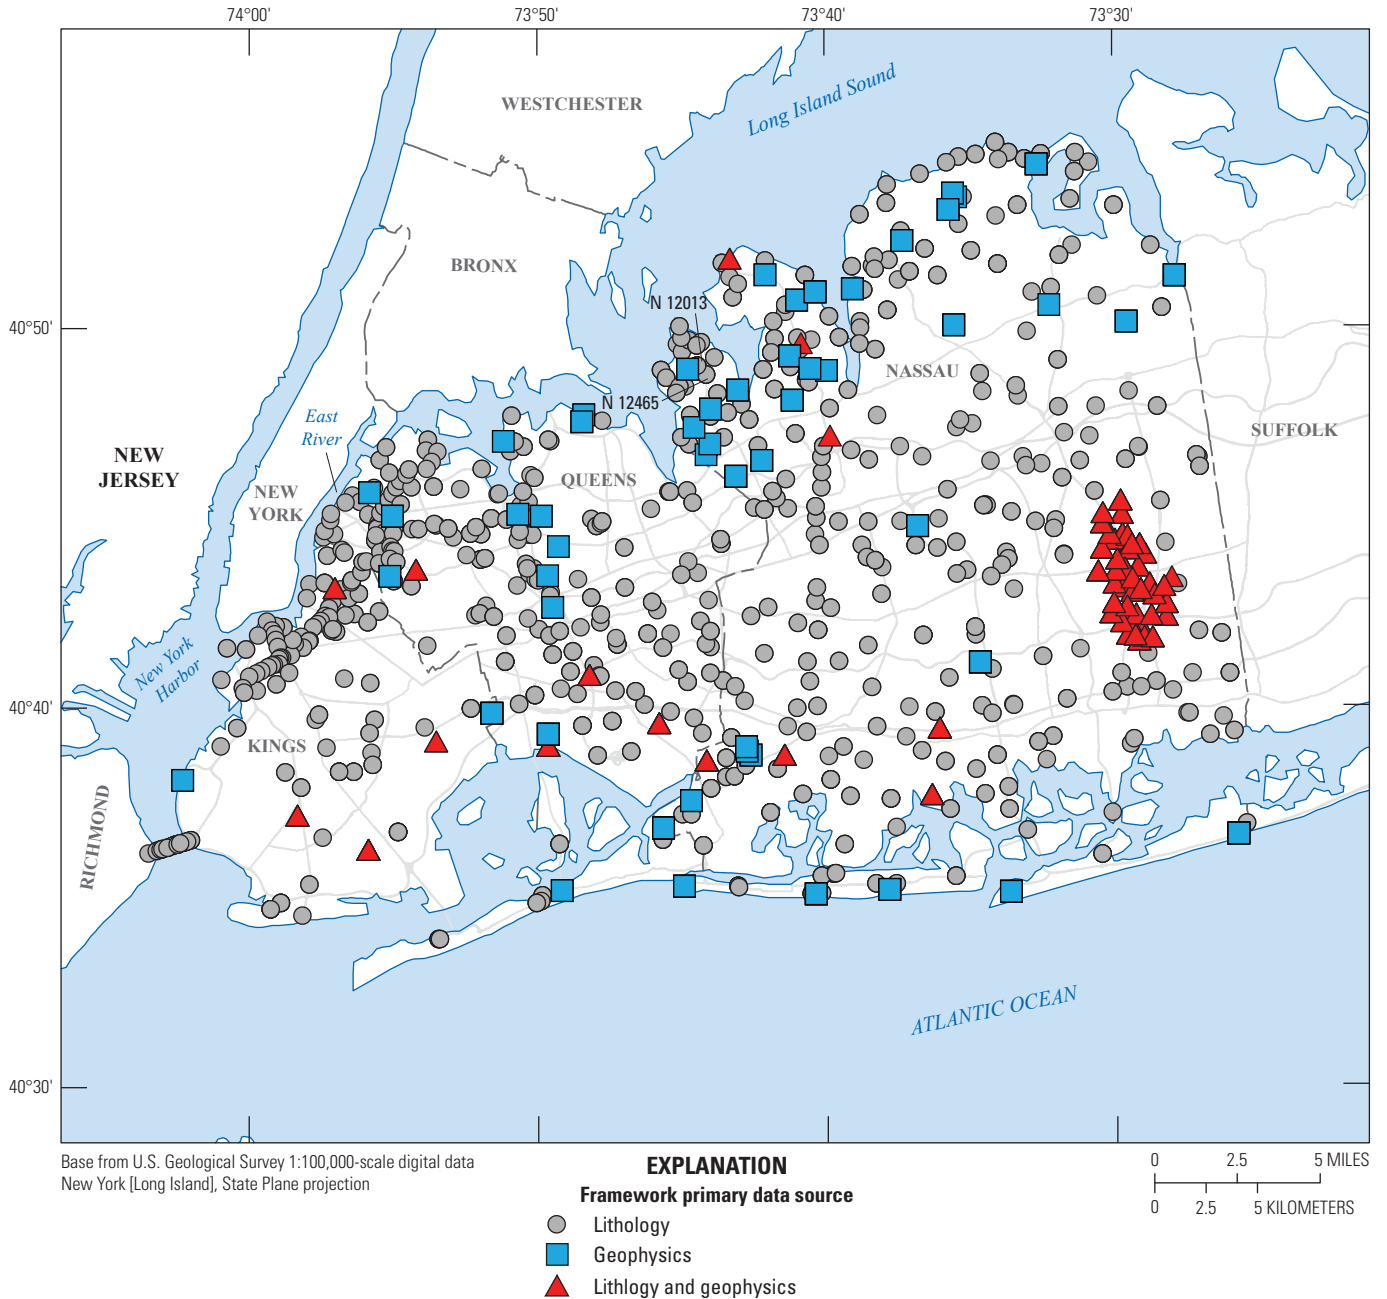 74°00'
73°50'
73°40'
73°30'
WESTCHESTER
Long Island Sound
BRONX
N 12013
40°50'
NASSAU
N 12465
East
River
SUFFOLK
NEW
JERSEY
QUEENS
NEW
YORK
New York
Harbor
40°40'
KINGS
RICHMOND
ATLANTIC OCEAN
40°30'
Base from U.S. Geological Survey 1:100,000-scale digital data
New York [Long Island], State Plane projection
EXPLANATION
Framework primary data source
Lithology
Geophysics
Lithlogy and geophysics
0 2.5 5 MILES
0 2.5 5 KILOMETERS